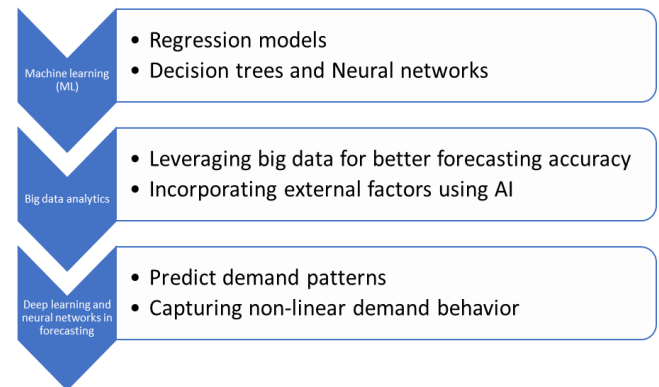 Machine learning
(ML)
• Regression models
• Decision trees and Neural networks
Big data analytics
• Leveraging big data for better forecasting accuracy
• Incorporating external factors using AI
Deep learning and
neural networks in
forecasting
• Predict demand patterns
• Capturing non-linear demand behavior